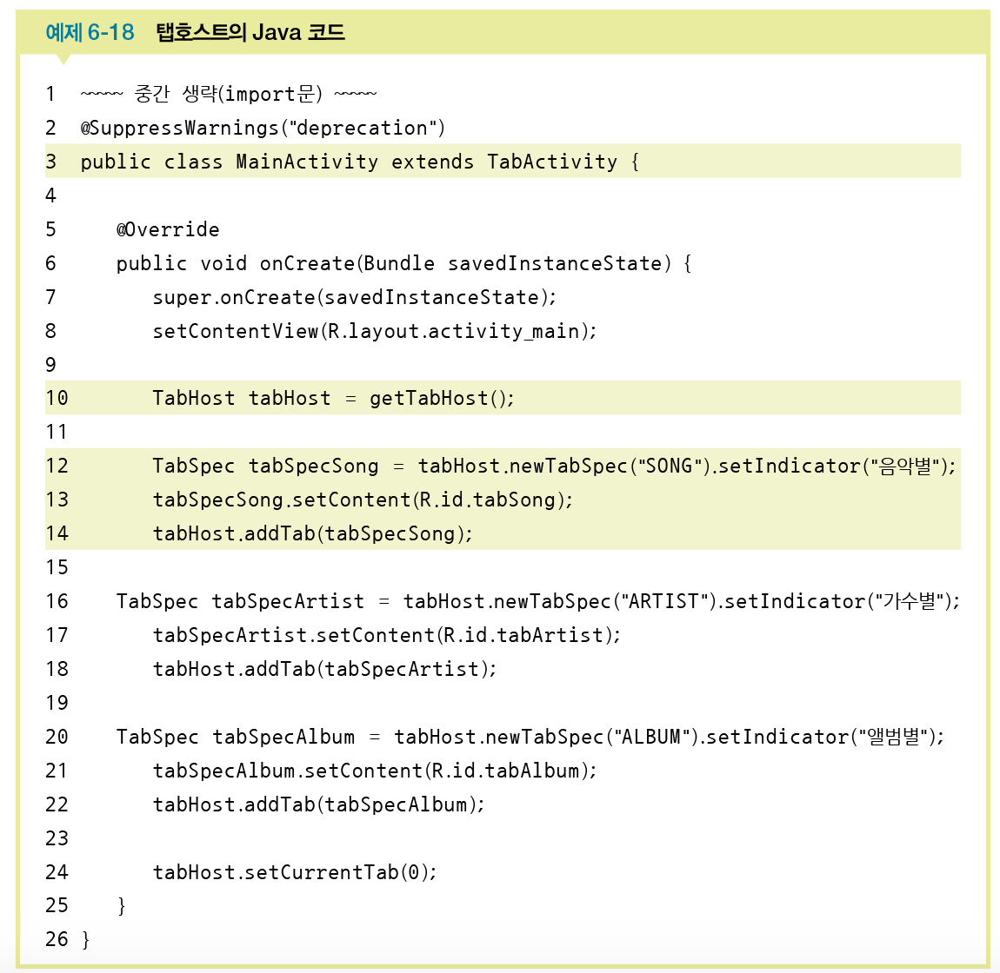 예제 6-18 탭호스트의 Java 코드
1 ~~~~~ 중간 생략(import문) ~~~~~
2 @SuppressWarnings("deprecation")
3 public class MainActivity extends TabActivity {
4
5 @Override
6 public void onCreate(Bundle savedInstanceState) {
7 super.onCreate(savedInstanceState);
8 setContentView(R.layout.activity_main);
9
10 TabHost tabHost = getTabHost();
11
12 TabSpec tabSpecSong = tabHost.newTabSpec("SONG").setIndicator("음악별");
13 tabSpecSong.setContent(R.id.tabSong);
14 tabHost.addTab(tabSpecSong);
15
16 TabSpec tabSpecArtist = tabHost.newTabSpec("ARTIST").setIndicator("가수별");
17 tabSpecArtist.setContent(R.id.tabArtist);
18 tabHost.addTab(tabSpecArtist);
19
20 TabSpec tabSpecAlbum = tabHost.newTabSpec("ALBUM").setIndicator("앨범별");
21 tabSpecAlbum.setContent(R.id.tabAlbum);
22 tabHost.addTab(tabSpecAlbum);
23
24 tabHost.setCurrentTab(0);
25 }
26 }